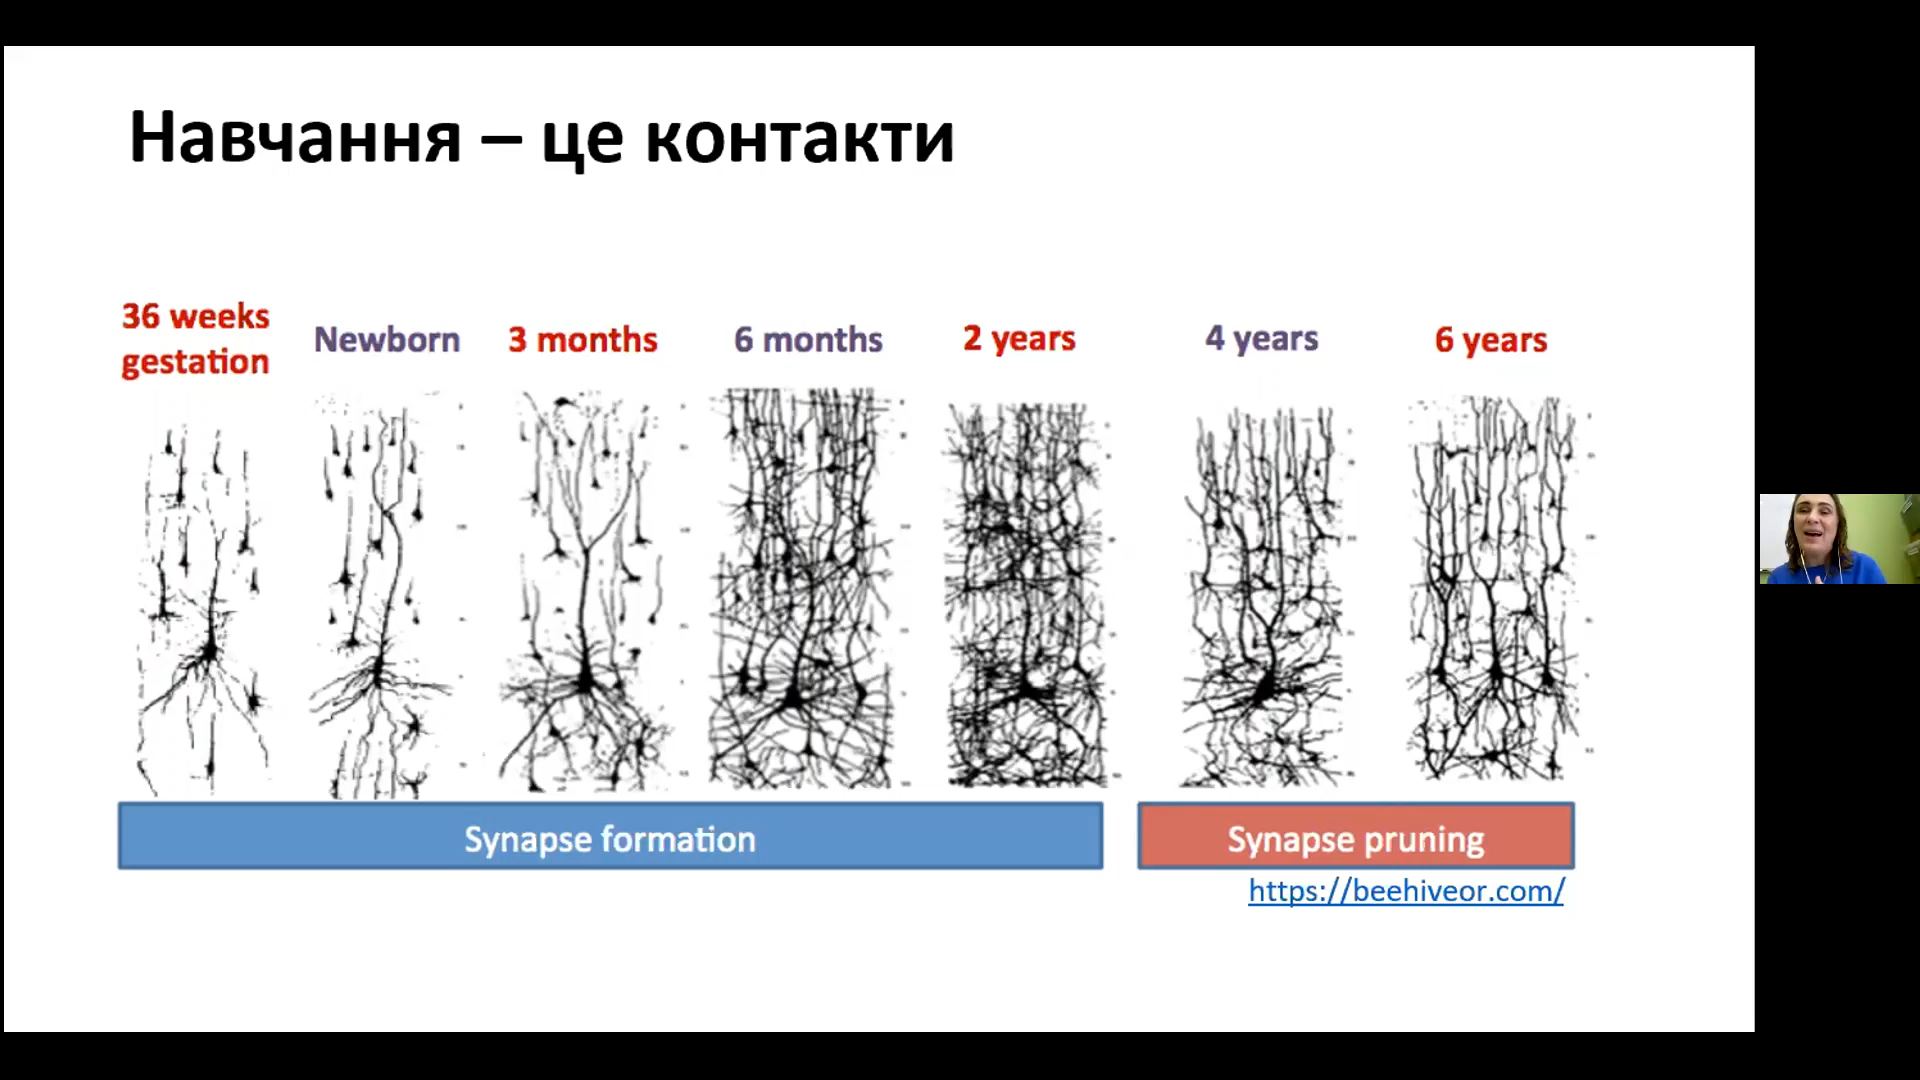 Навчання – це контакти
36 weeks
gestation
Newborn
3 months
6 months
2 years
4 years
6 years
Synapse formation
Synapse pruning
https://beehiveor.com/